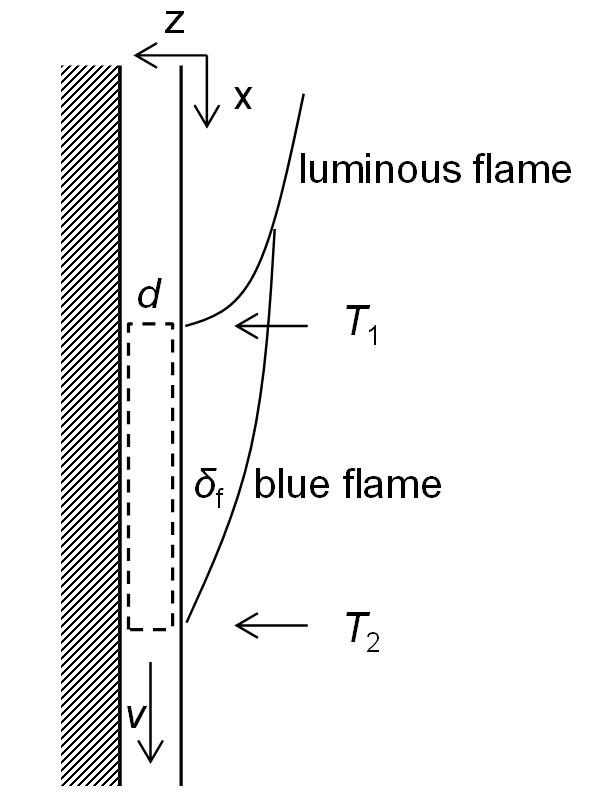 z
x
luminous flame
d
T1
δf
blue flame
T2
v